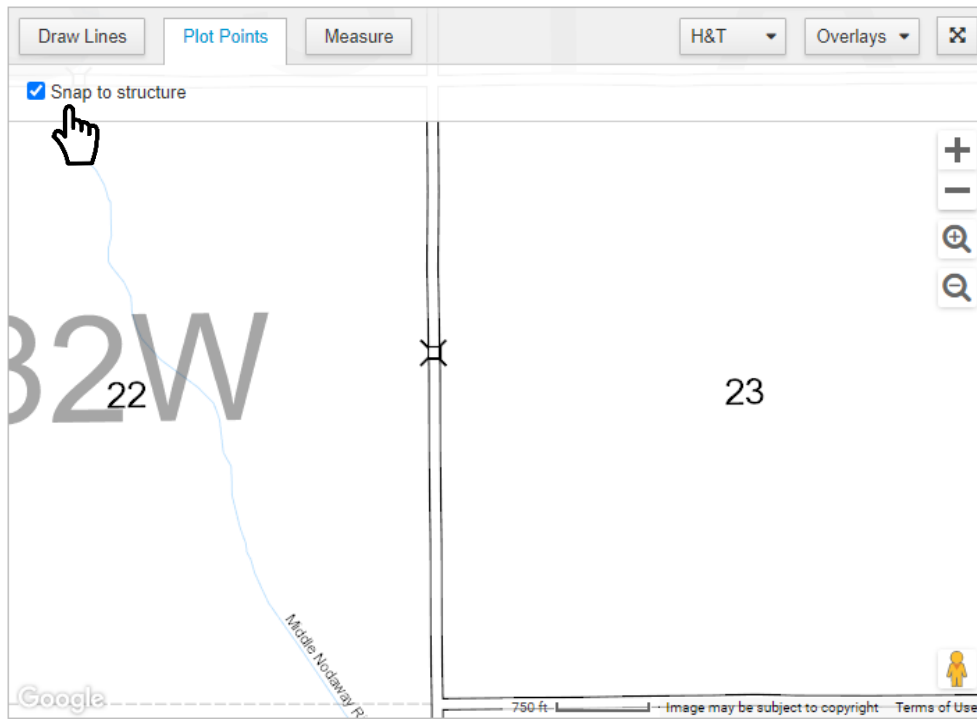 Draw Lines
Plot Points
Measure
H&T
Overlays
Snap to structure
32W
22
23
Middle Nodaway R
Google
750 ft
Image may be subject to copyright
Terms of Use